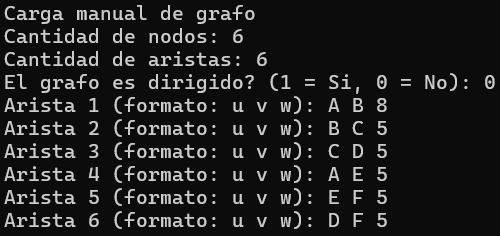 Carga manual de grafo
Cantidad de nodos: 6
Cantidad de aristas: 6
El grafo es dirigido? (1 = Si, 0 = No): 0
Arista 1 (formato: u v w): A B 8
Arista 2 (formato: u v w): B C 5
Arista 3 (formato: u v w): C D 5
Arista 4 (formato: u v w): A E 5
Arista 5 (formato: u v w): E F 5
Arista 6 (formato: u v w): D F 5